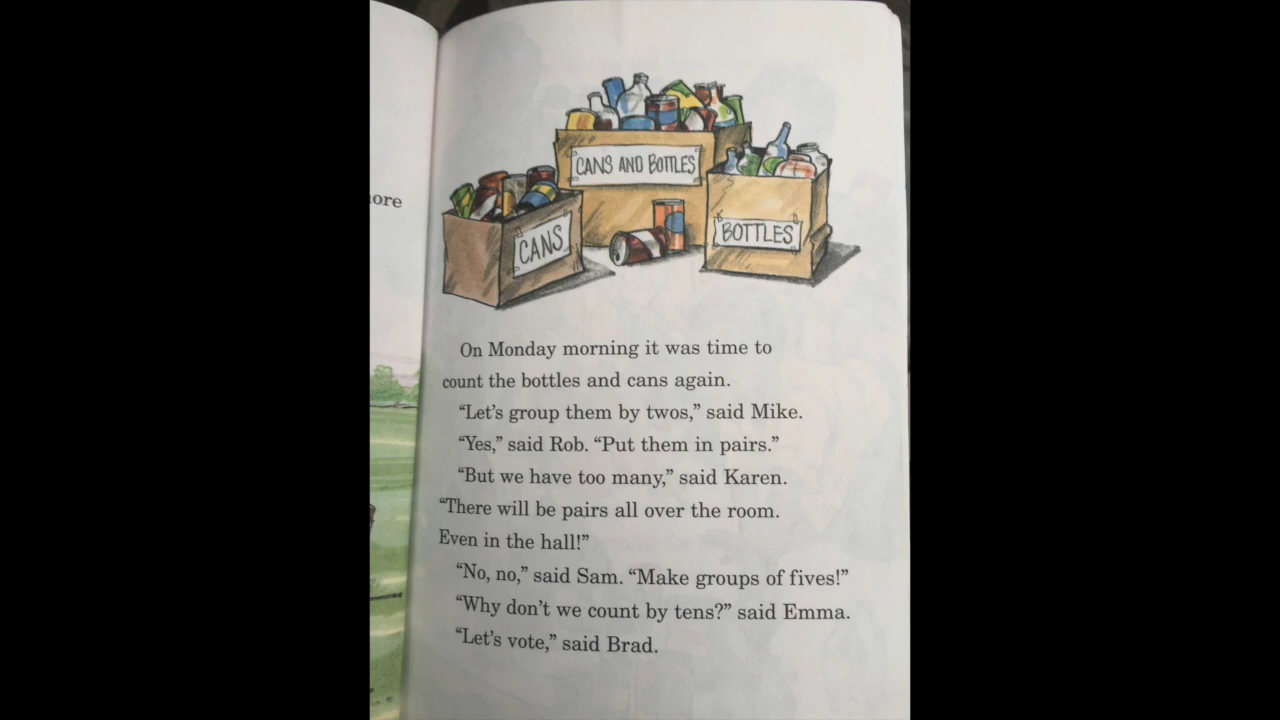 ore
CANS AND BOTTLES
CANS
BOTTLES
On Monday morning it was time to
count the bottles and cans again.
“Let’s group them by twos,” said Mike.
“Yes,” said Rob. “Put them in pairs.”
“But we have too many,” said Karen.
“There will be pairs all over the room.
Even in the hall!”
“No, no,” said Sam. “Make groups of fives!”
“Why don’t we count by tens?” said Emma.
“Let’s vote,” said Brad.